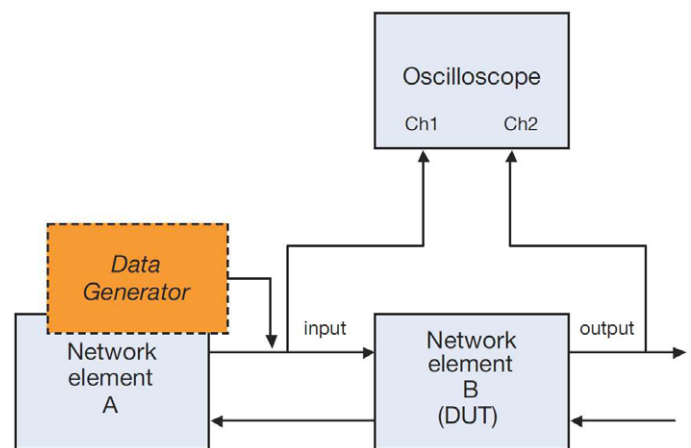 Oscilloscope
Ch1 Ch2
Data
Generator
input
output
Network
element
A
Network
element
B
(DUT)